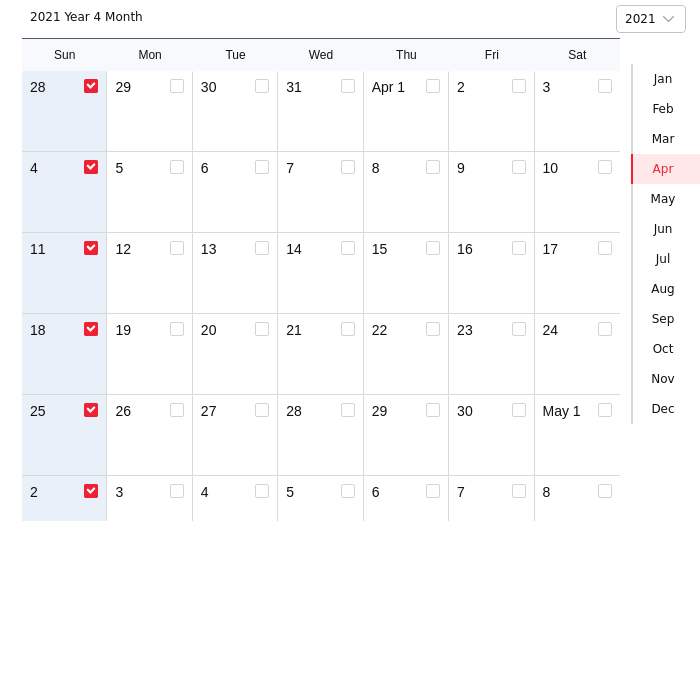 2021 Year 4 Month
2021
Sun Mon Tue Wed Thu Fri Sat
28 29 30 31 Apr 1 2 3
4 5 6 7 8 9 10
11 12 13 14 15 16 17
18 19 20 21 22 23 24
25 26 27 28 29 30 May 1
2 3 4 5 6 7 8
Jan
Feb
Mar
Apr
May
Jun
Jul
Aug
Sep
Oct
Nov
Dec